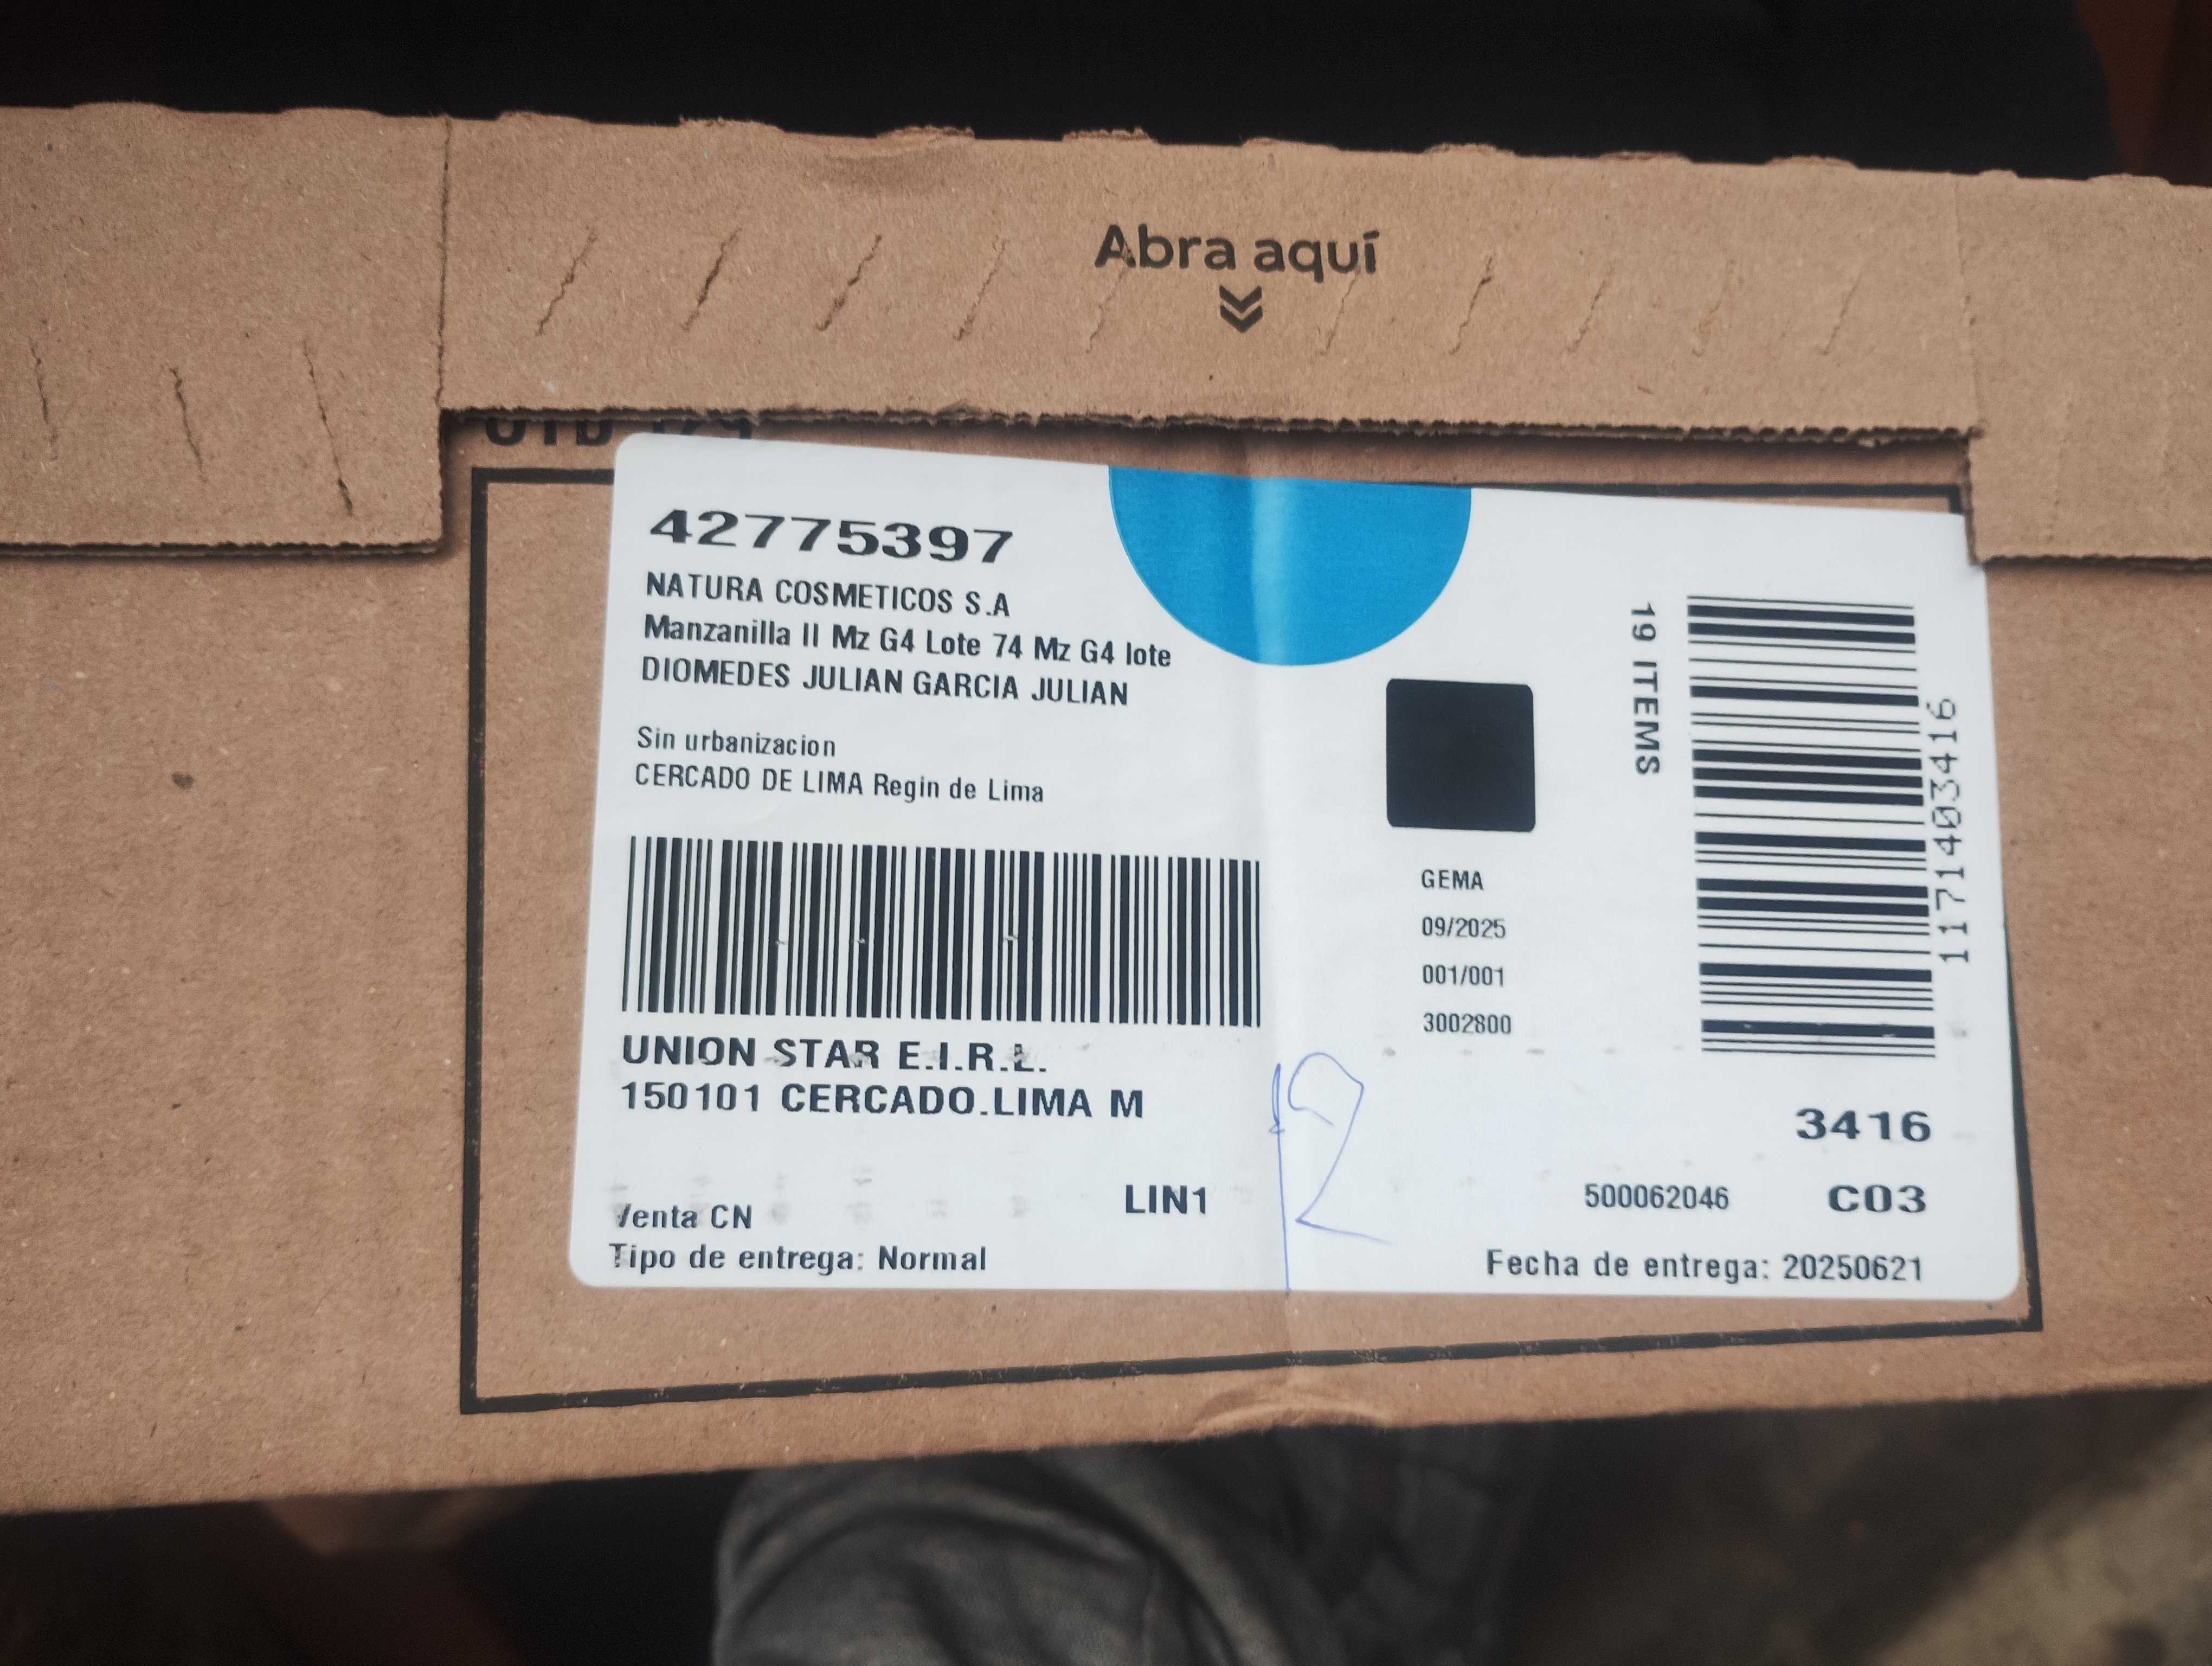 Abra aquí
42775397
NATURA COSMETICOS S.A
Manzanilla II Mz G4 Lote 74 Mz G4 lote
DIOMEDES JULIAN GARCIA JULIAN
Sin urbanizacion
CERCADO DE LIMA Regin de Lima
UNION STAR E.I.R.L.
150101 CERCADO.LIMA M
Venta CN
LIN1
Tipo de entrega: Normal
GEMA
09/2025
001/001
3002800
19 ITEMS
1171403416
3416
500062046
C03
Fecha de entrega: 20250621
12